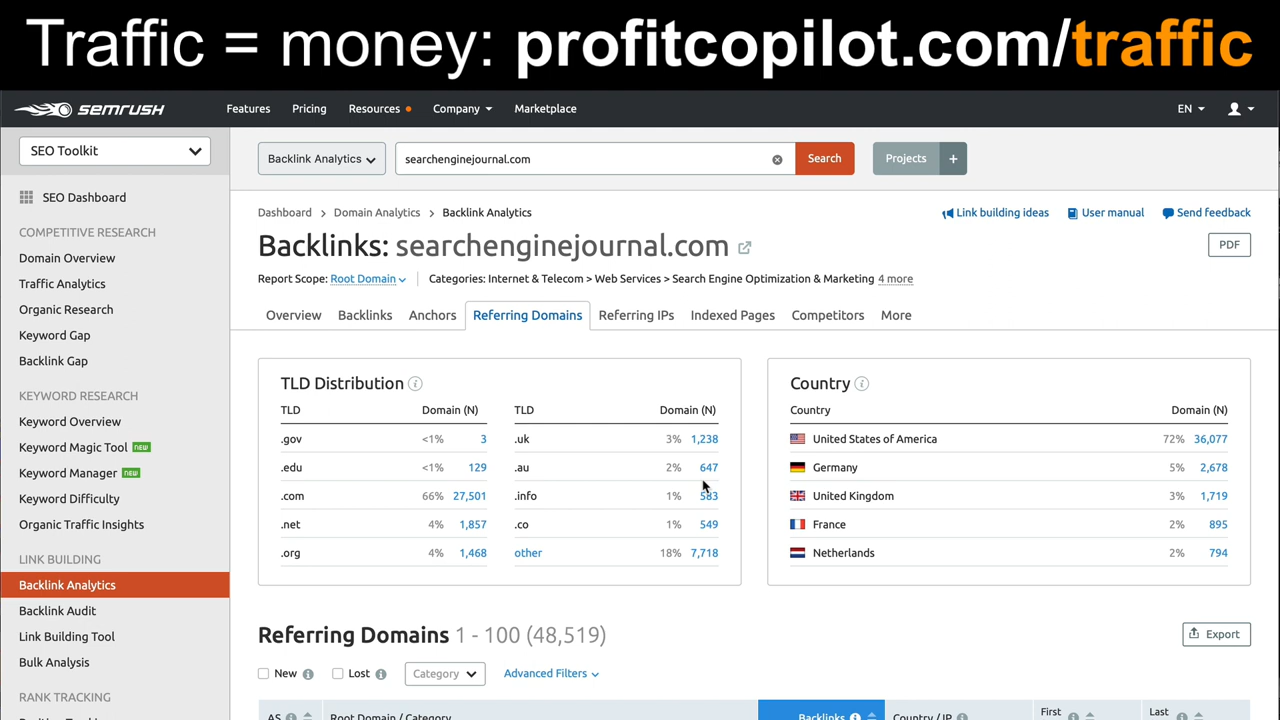 Traffic = money: profitcopilot.com/traffic
SEMRUSH Features Pricing Resources Company Marketplace EN
SEO Toolkit
Backlink Analytics searchenginejournal.com Search Projects +
SEO Dashboard
COMPETITIVE RESEARCH
Domain Overview
Traffic Analytics
Organic Research
Keyword Gap
Backlink Gap
KEYWORD RESEARCH
Keyword Overview
Keyword Magic Tool NEW
Keyword Manager NEW
Keyword Difficulty
Organic Traffic Insights
LINK BUILDING
Backlink Analytics
Backlink Audit
Link Building Tool
Bulk Analysis
RANK TRACKING
Dashboard > Domain Analytics > Backlink Analytics
Link building ideas User manual Send feedback
Backlinks: searchenginejournal.com
PDF
Report Scope: Root Domain Categories: Internet & Telecom > Web Services > Search Engine Optimization & Marketing 4 more
Overview Backlinks Anchors Referring Domains Referring IPs Indexed Pages Competitors More
TLD Distribution
TLD Domain (N) TLD Domain (N)
.gov <1% 3 .uk 3% 1,238
.edu <1% 129 .au 2% 647
.com 66% 27,501 .info 1% 583
.net 4% 1,857 .co 1% 549
.org 4% 1,468 other 18% 7,718
Country
Country Domain (N)
United States of America 72% 36,077
Germany 5% 2,678
United Kingdom 3% 1,719
France 2% 895
Netherlands 2% 794
Referring Domains 1 - 100 (48,519)
Export
New Lost Category Advanced Filters
AS Root Domain / Category Backlinks Country / IP First Last